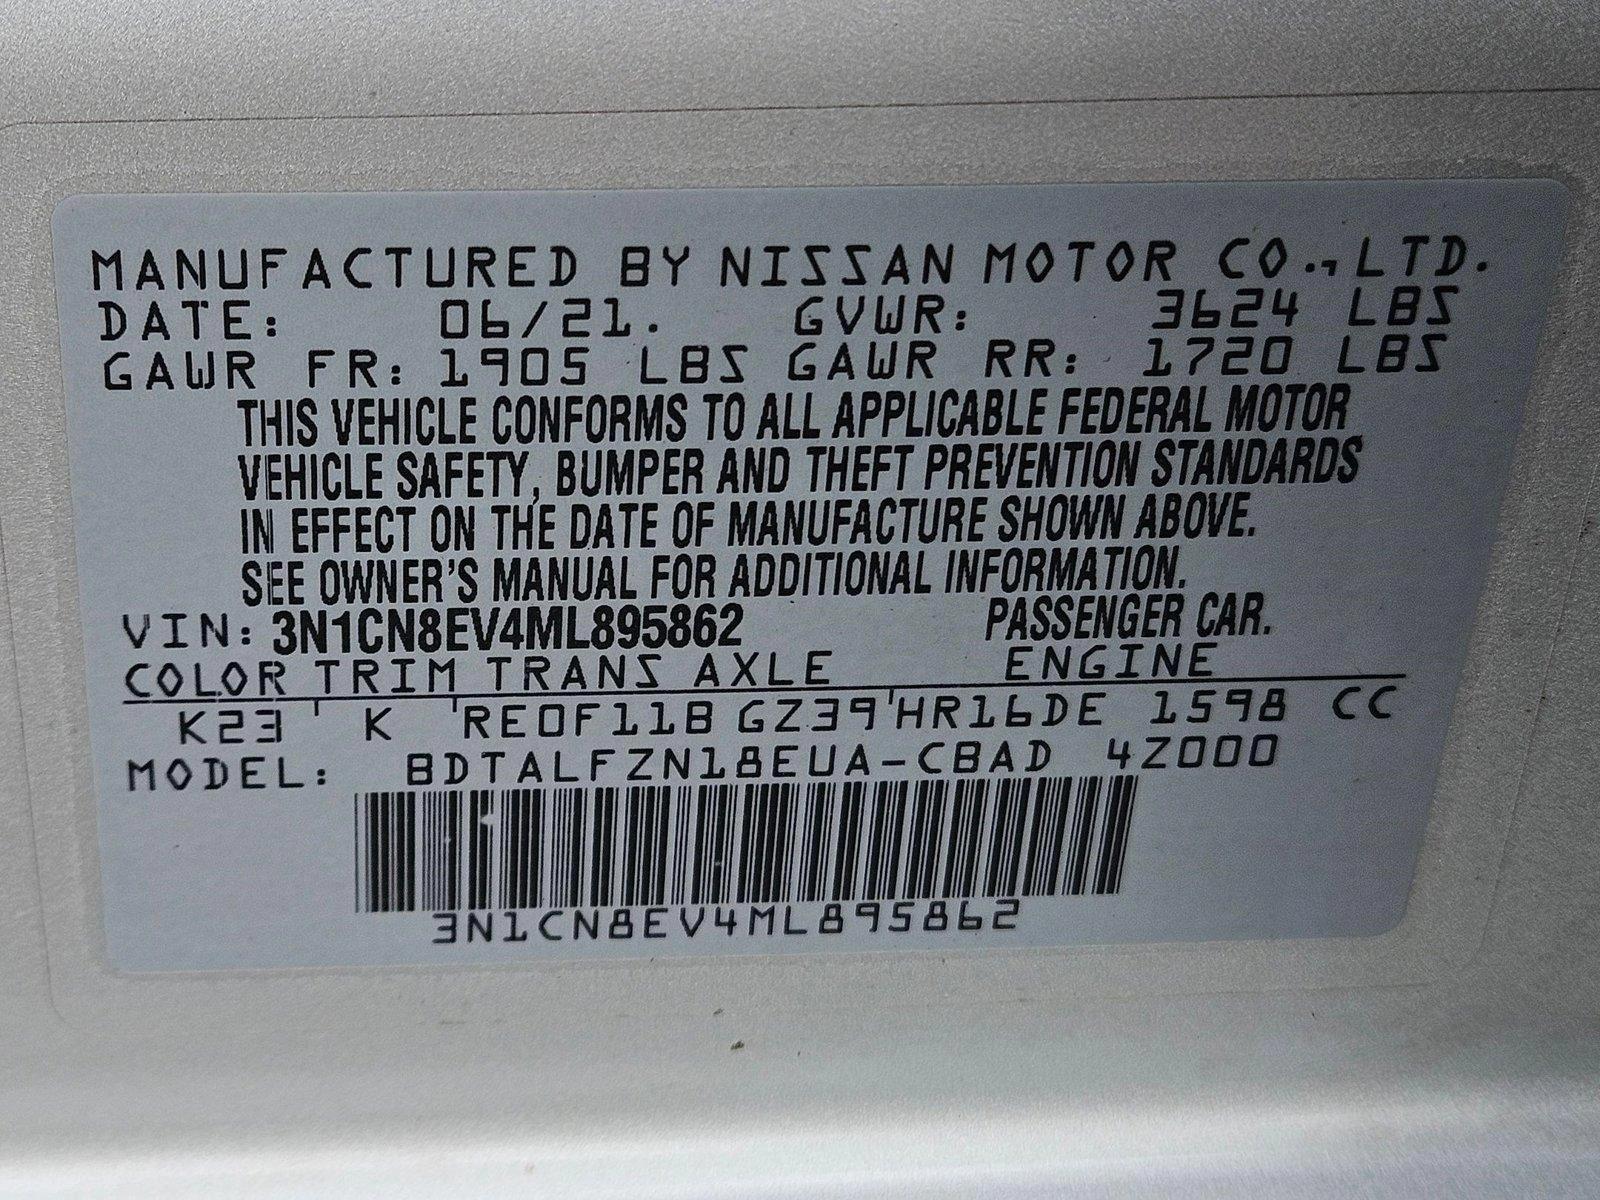 MANUFACTURED BY NISSAN MOTOR CO., LTD.
DATE: 06/21. GVWR: 3624 LBS
GAWR FR: 1905 LBS GAWR RR: 1720 LBS
THIS VEHICLE CONFORMS TO ALL APPLICABLE FEDERAL MOTOR
VEHICLE SAFETY, BUMPER AND THEFT PREVENTION STANDARDS
IN EFFECT ON THE DATE OF MANUFACTURE SHOWN ABOVE.
SEE OWNER'S MANUAL FOR ADDITIONAL INFORMATION.
VIN: 3N1CN8EV4ML895862 PASSENGER CAR.
COLOR TRIM TRANS AXLE ENGINE
K23 ' K 'RE0F11B GZ39'HR16DE 1598 CC
MODEL: BDTALFZN18EUA-CBAD 4Z000
3N1CN8EV4ML895862